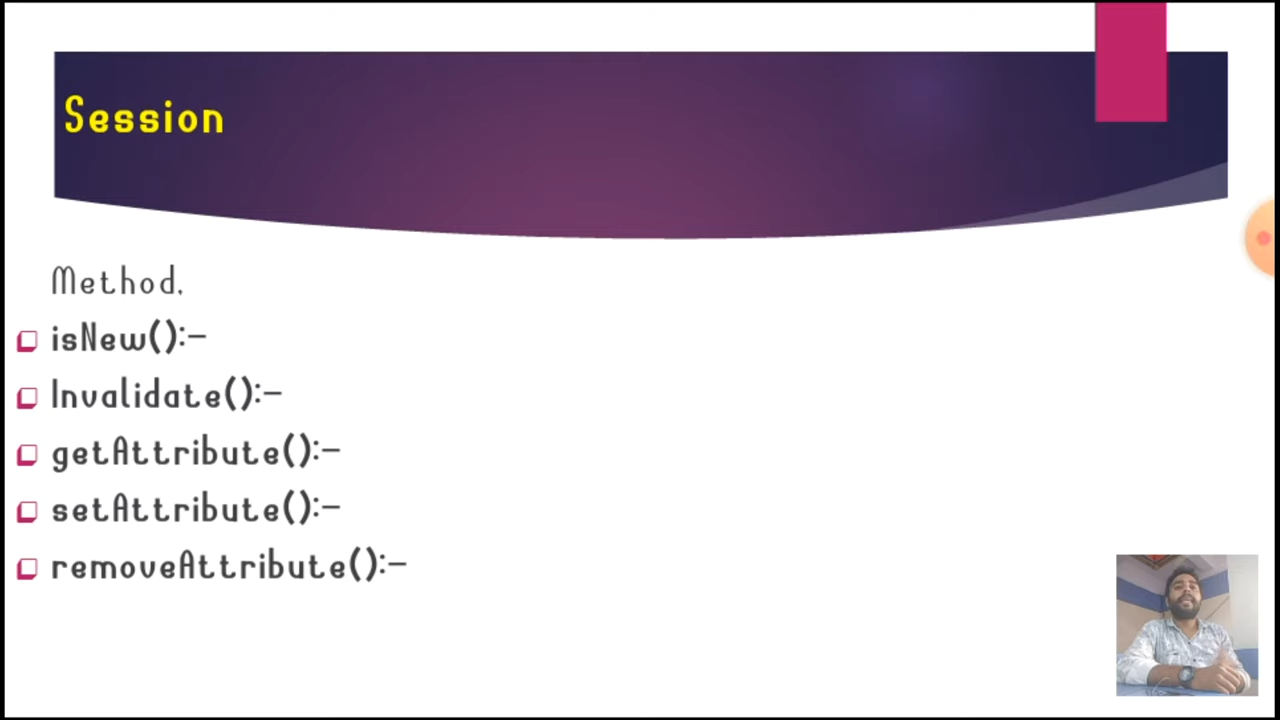 Session
Method,
isNew():-
Invalidate():-
getAttribute():-
setAttribute():-
removeAttribute():-